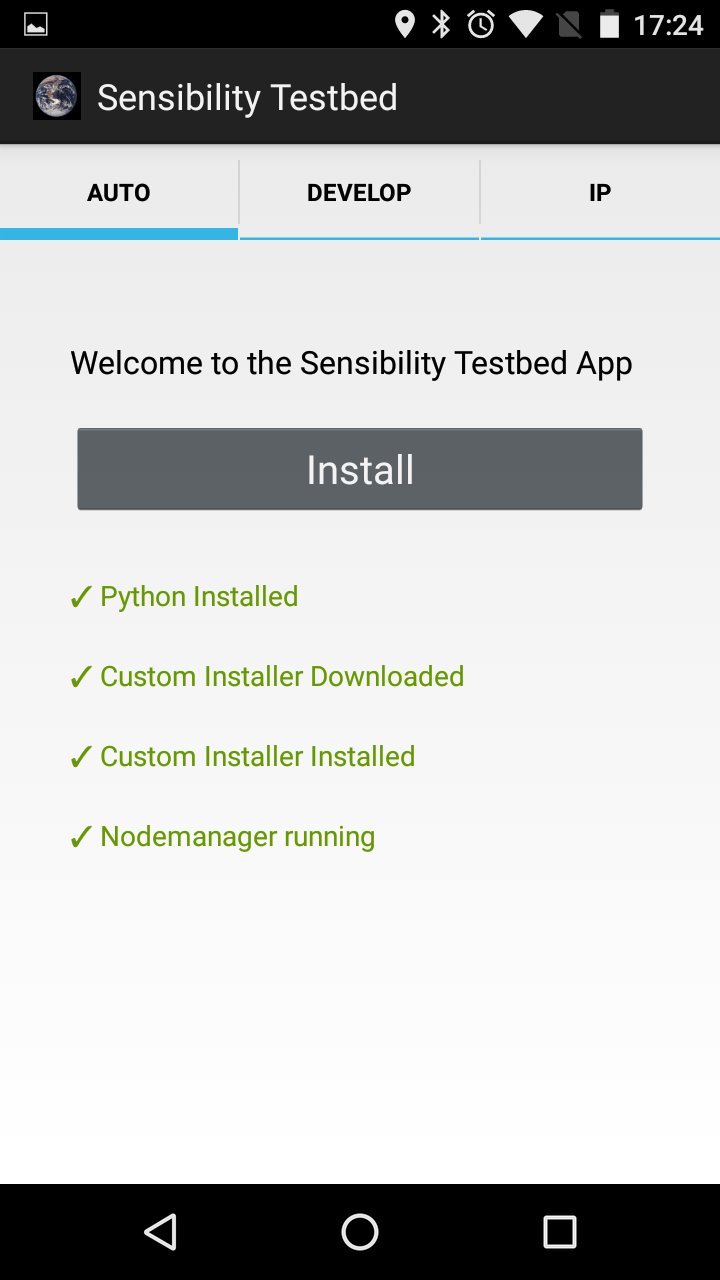 17:24
Sensibility Testbed
AUTO DEVELOP IP
Welcome to the Sensibility Testbed App
Install
✓ Python Installed
✓ Custom Installer Downloaded
✓ Custom Installer Installed
✓ Nodemanager running